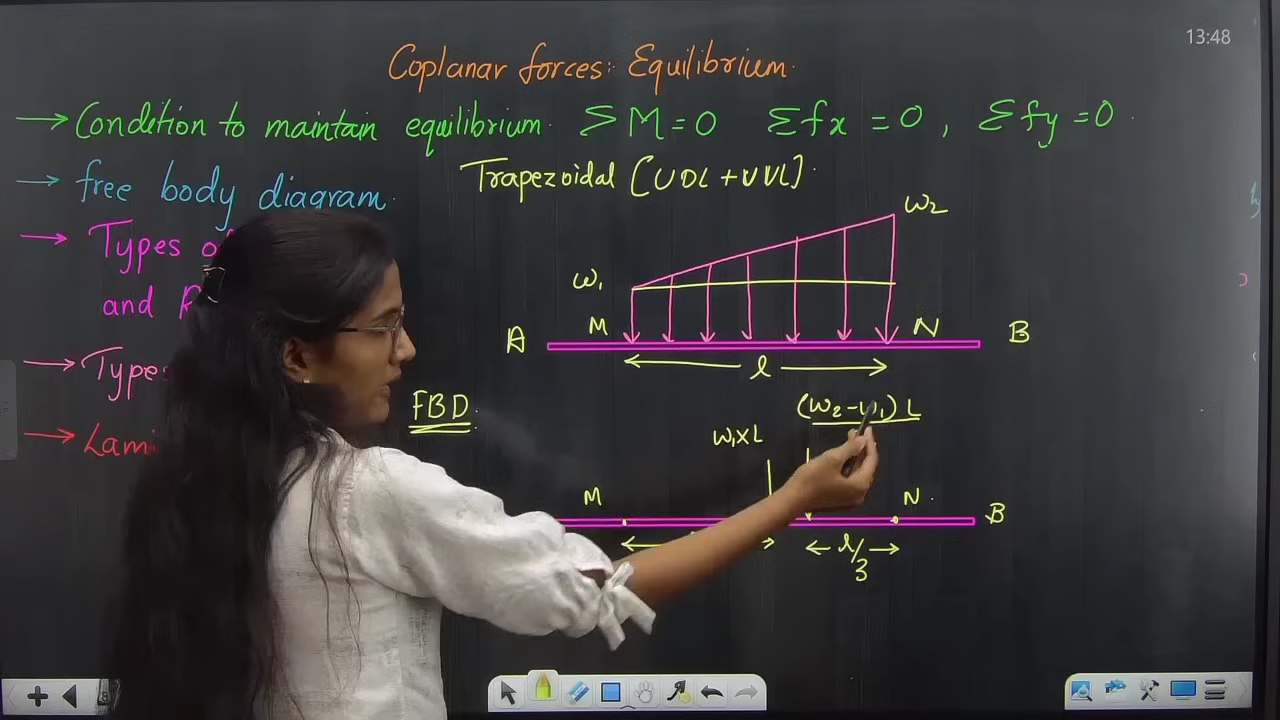 13:48
Coplanar forces: Equilibrium.
→ Condition to maintain equilibrium. ΣM=0 Σfx=0, Σfy=0.
→ free body diagram.
Trapezoidal [UDL+UVL].
→ Types
and
w2
w1
M N
A B
l
→ Types
FBD.
(w2-w1) L
w1×L
→
M N.
B
l/3